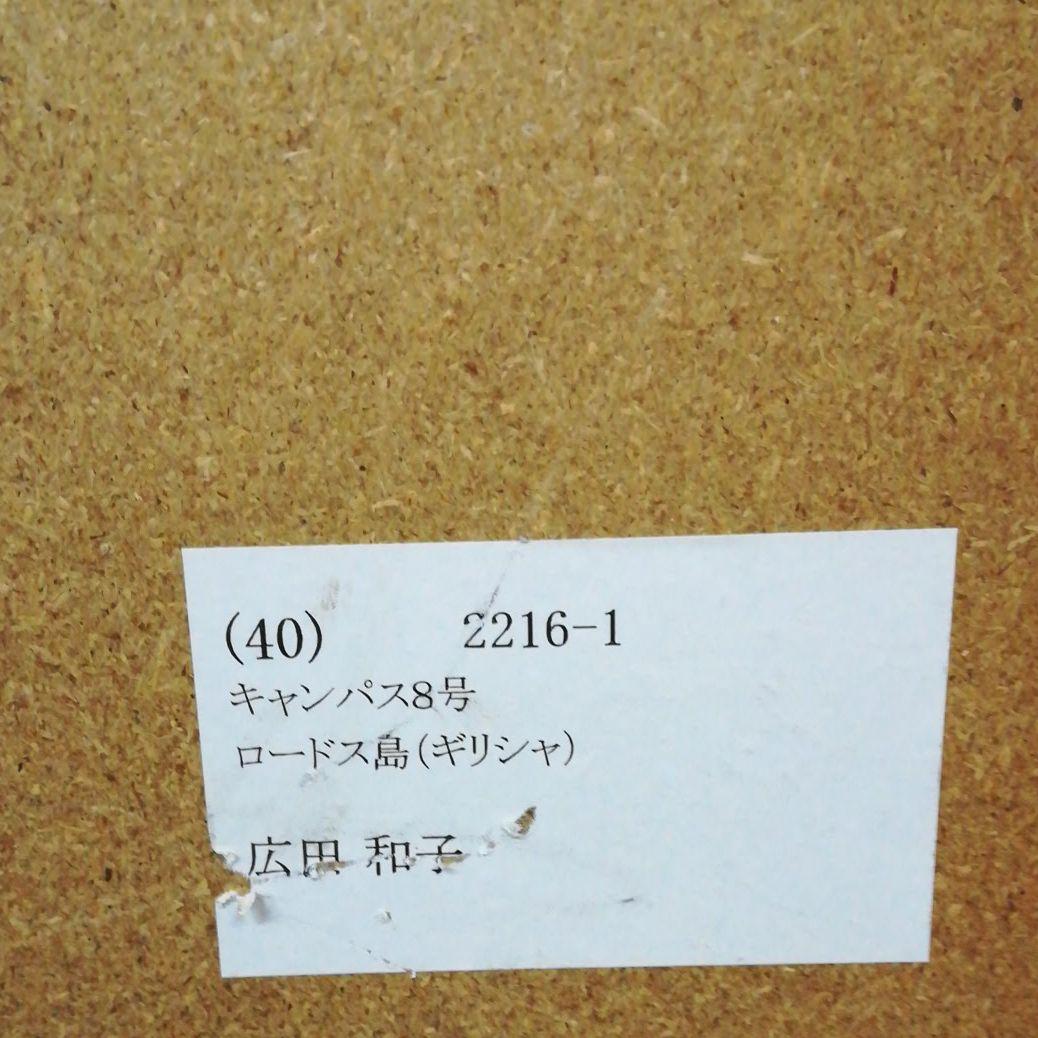 (40) 2216-1
キャンパス8号
ロードス島(ギリシャ)
広田 和子